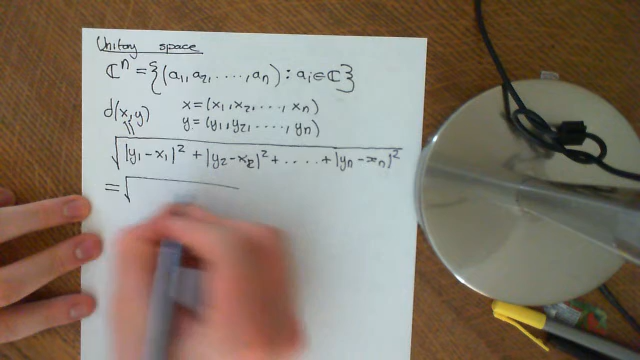 Unitary space
ℂⁿ = {(a₁, a₂, ....., aₙ) : aᵢ ∈ ℂ}
d(x,y) x = (x₁, x₂, ..., xₙ)
y = (y₁, y₂, ...., yₙ)
‖
√|y₁ - x₁|² + |y₂ - x₂|² + ..... + |yₙ - xₙ|²
= √